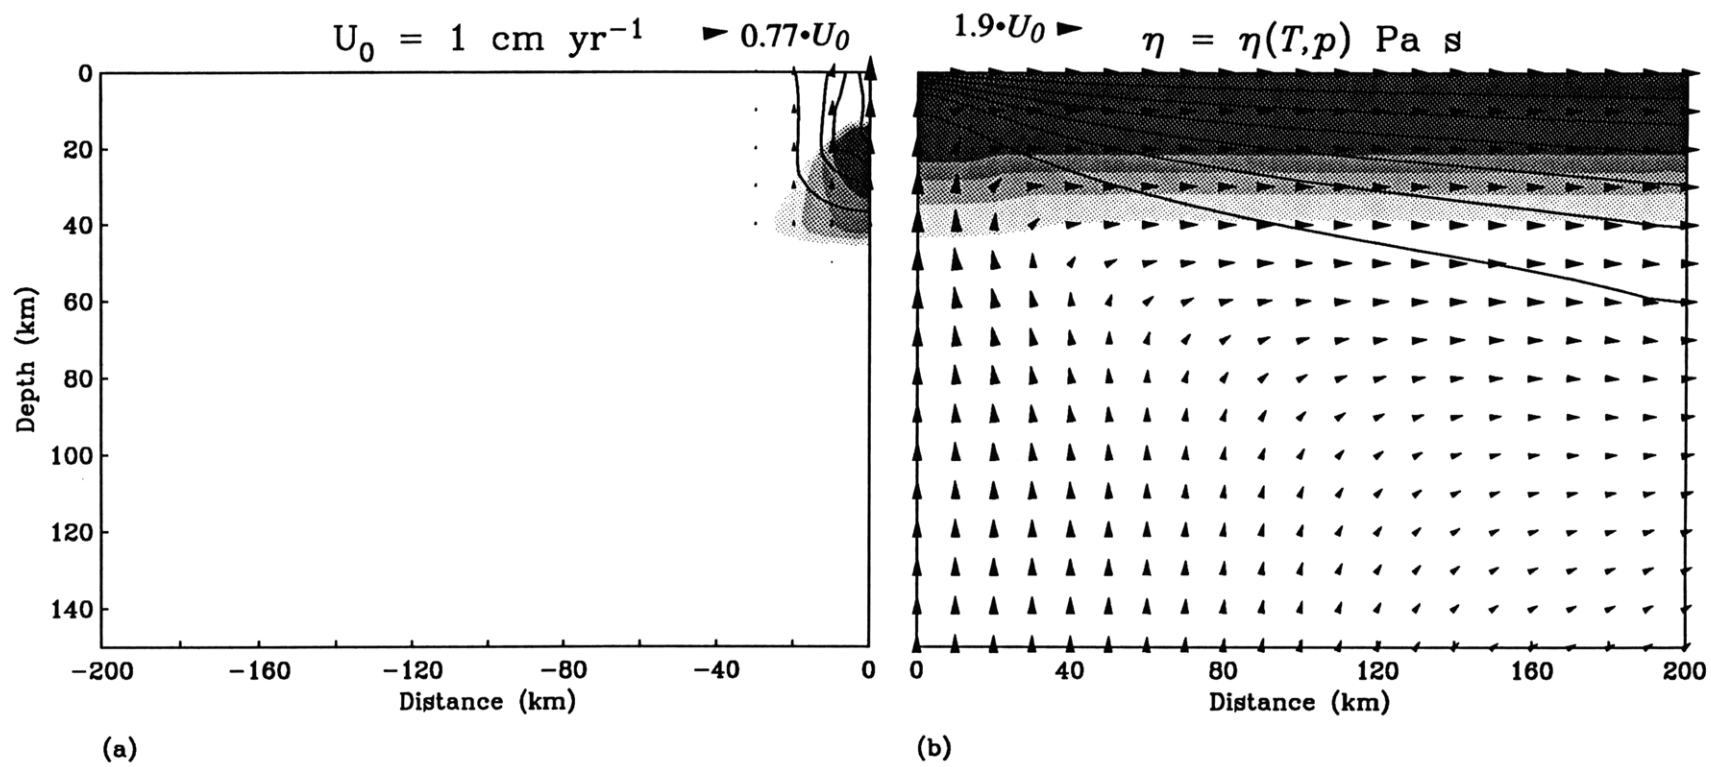 U₀ = 1 cm yr⁻¹ 0.77•U₀ 1.9•U₀ η = η(T,p) Pa s
0
20
40
60
80
100
120
140
Depth (km)
-200 -160 -120 -80 -40 0 0 40 80 120 160 200
Distance (km) Distance (km)
(a) (b)